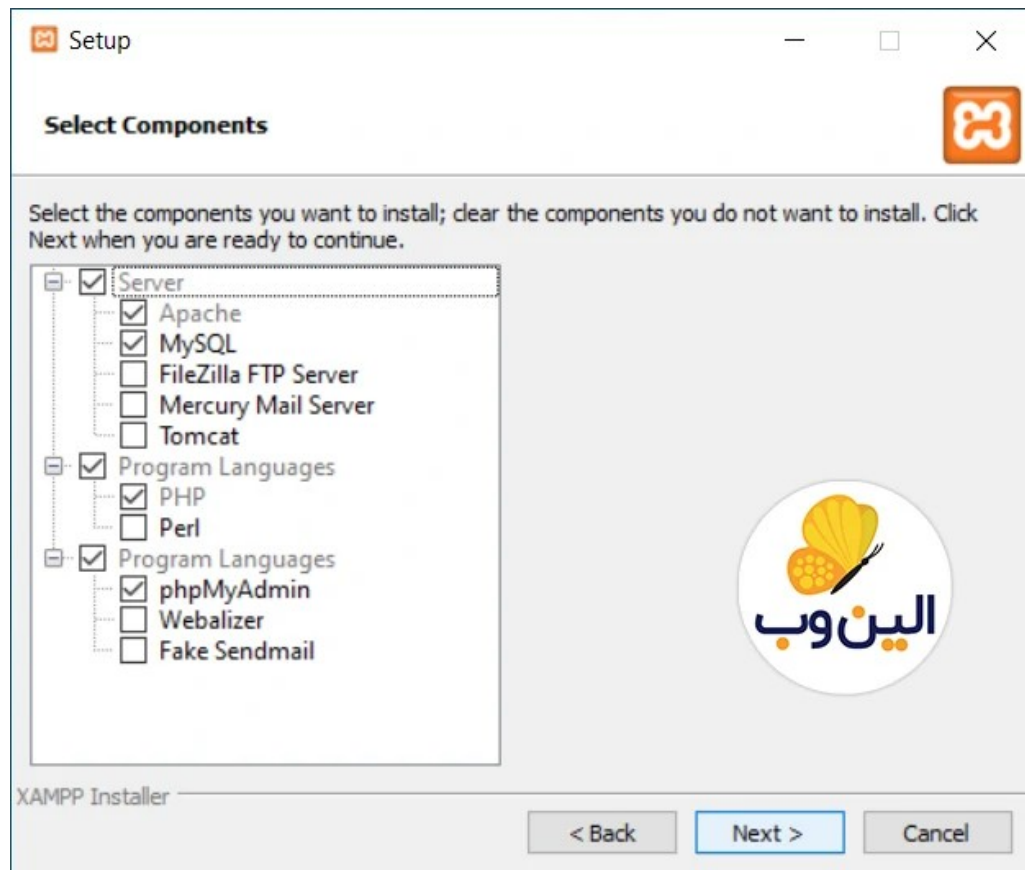 Setup
Select Components
Select the components you want to install; clear the components you do not want to install. Click
Next when you are ready to continue.
Server
Apache
MySQL
FileZilla FTP Server
Mercury Mail Server
Tomcat
Program Languages
PHP
Perl
Program Languages
phpMyAdmin
Webalizer
Fake Sendmail
الین وب
XAMPP Installer
< Back
Next >
Cancel